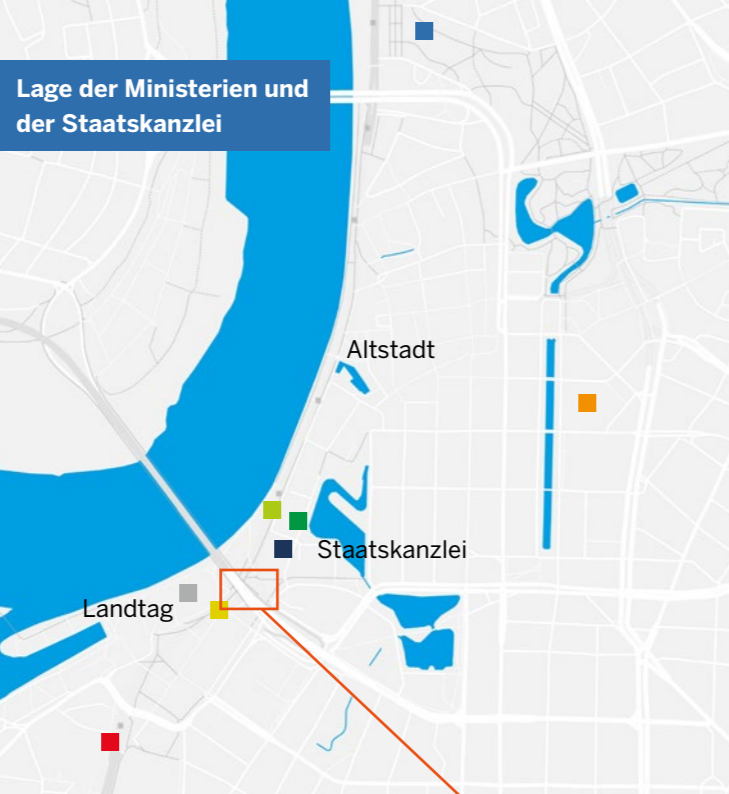 Lage der Ministerien und
der Staatskanzlei
Altstadt
Staatskanzlei
Landtag